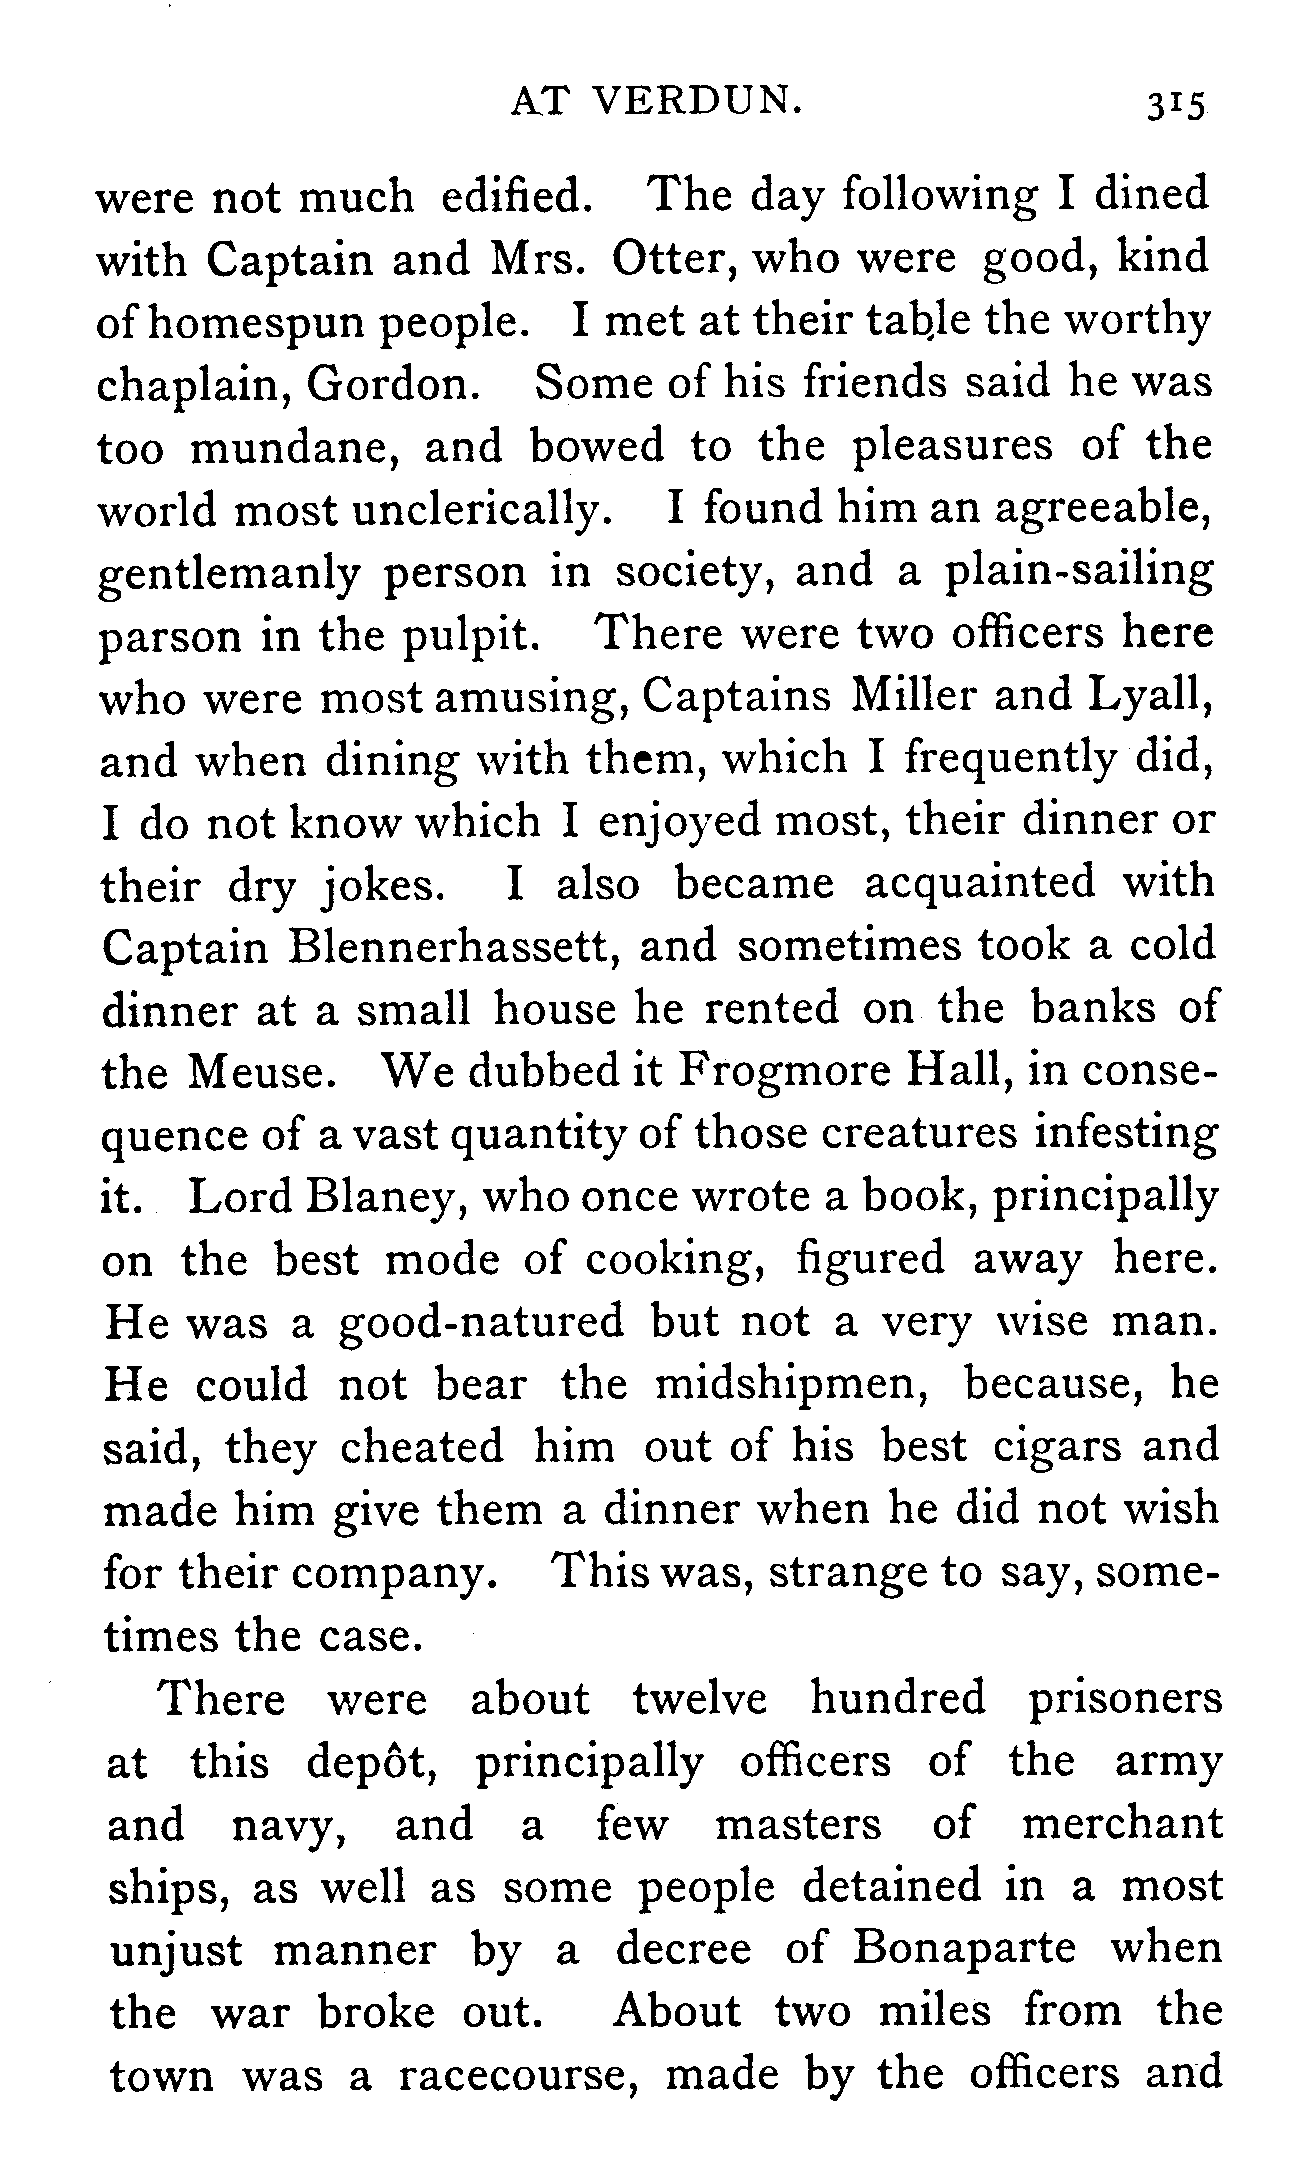 AT VERDUN. 315
were not much edified. The day following I dined
with Captain and Mrs. Otter, who were good, kind
of homespun people. I met at their table the worthy
chaplain, Gordon. Some of his friends said he was
too mundane, and bowed to the pleasures of the
world most unclerically. I found him an agreeable,
gentlemanly person in society, and a plain-sailing
parson in the pulpit. There were two officers here
who were most amusing, Captains Miller and Lyall,
and when dining with them, which I frequently did,
I do not know which I enjoyed most, their dinner or
their dry jokes. I also became acquainted with
Captain Blennerhassett, and sometimes took a cold
dinner at a small house he rented on the banks of
the Meuse. We dubbed it Frogmore Hall, in conse-
quence of a vast quantity of those creatures infesting
it. Lord Blaney, who once wrote a book, principally
on the best mode of cooking, figured away here.
He was a good-natured but not a very wise man.
He could not bear the midshipmen, because, he
said, they cheated him out of his best cigars and
made him give them a dinner when he did not wish
for their company. This was, strange to say, some-
times the case.
There were about twelve hundred prisoners
at this depôt, principally officers of the army
and navy, and a few masters of merchant
ships, as well as some people detained in a most
unjust manner by a decree of Bonaparte when
the war broke out. About two miles from the
town was a racecourse, made by the officers and